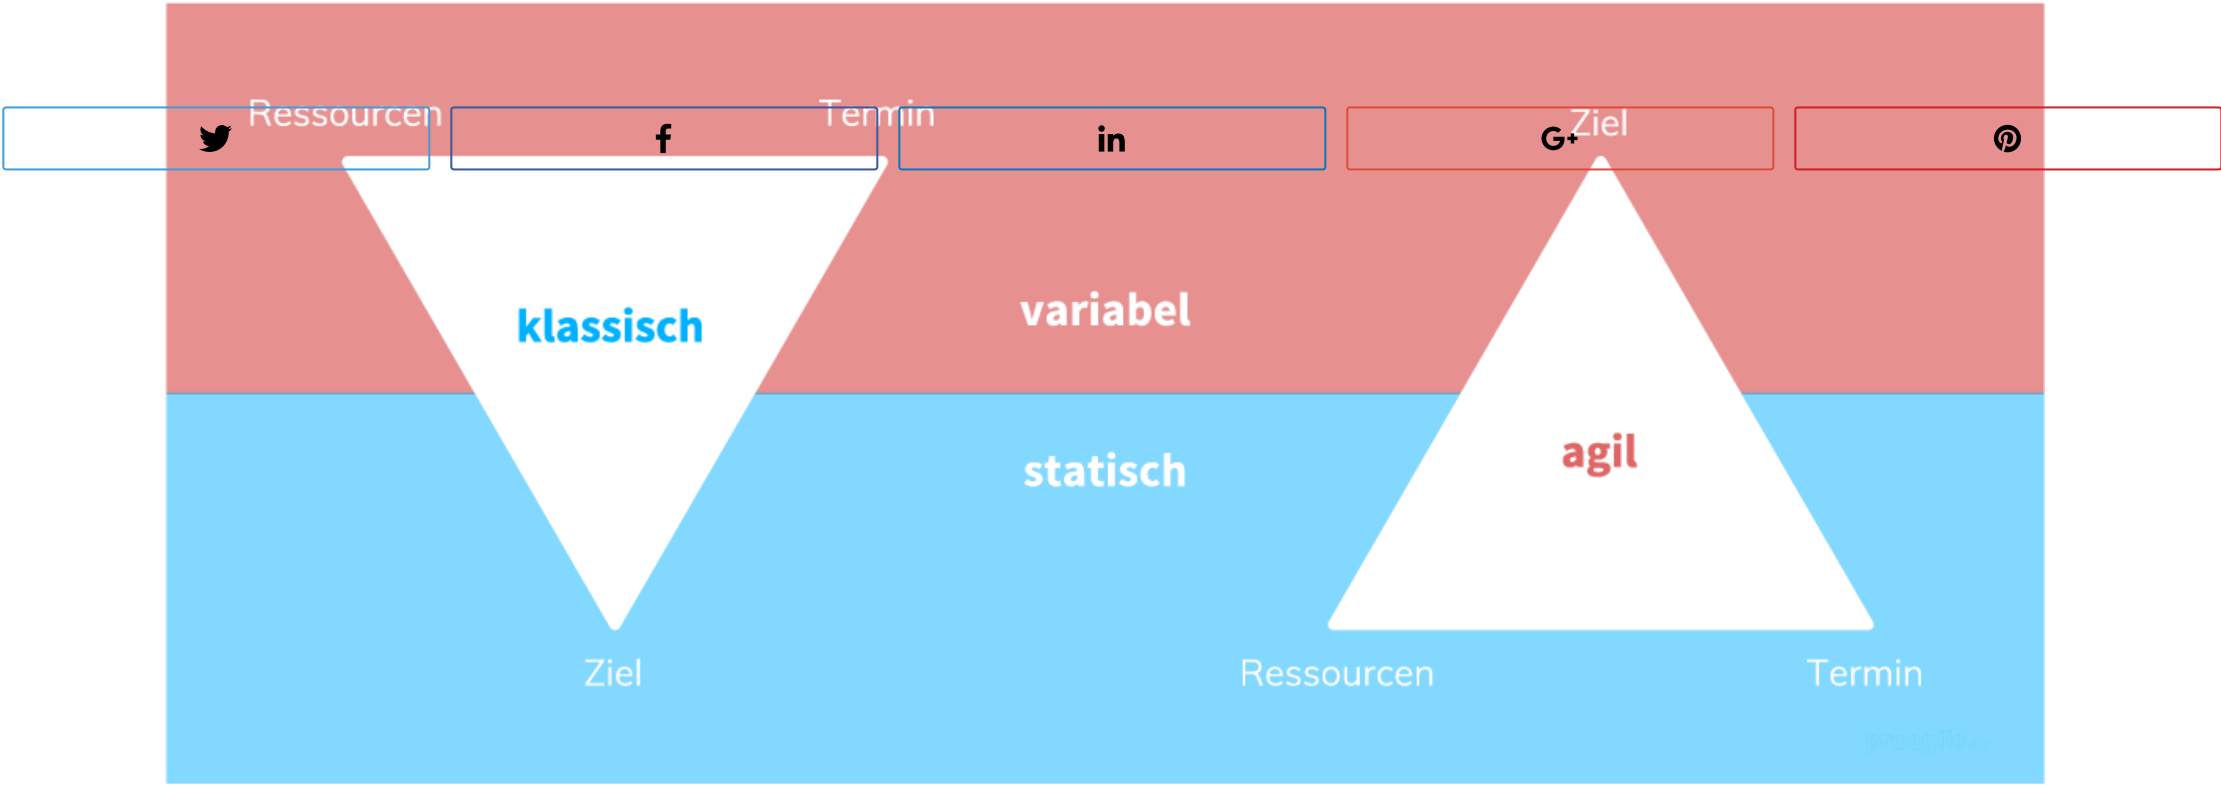 Ressourcen
Termin
Ziel
klassisch
variabel
statisch
agil
Ziel
Ressourcen
Termin